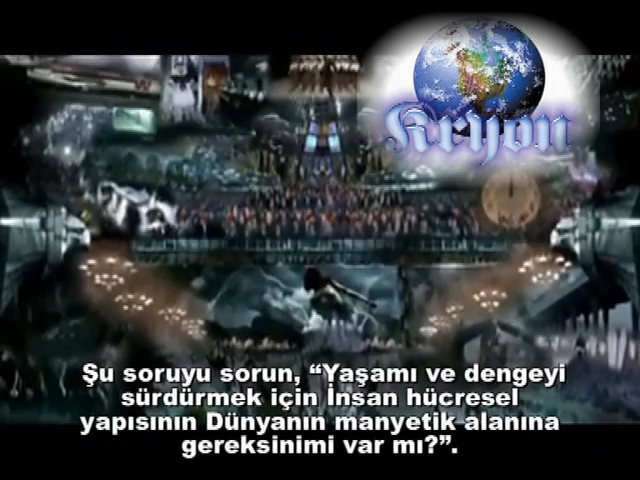 Kryon
Şu soruyu sorun, “Yaşamı ve dengeyi
sürdürmek için İnsan hücresel
yapısının Dünyanın manyetik alanına
gereksinimi var mı?”.